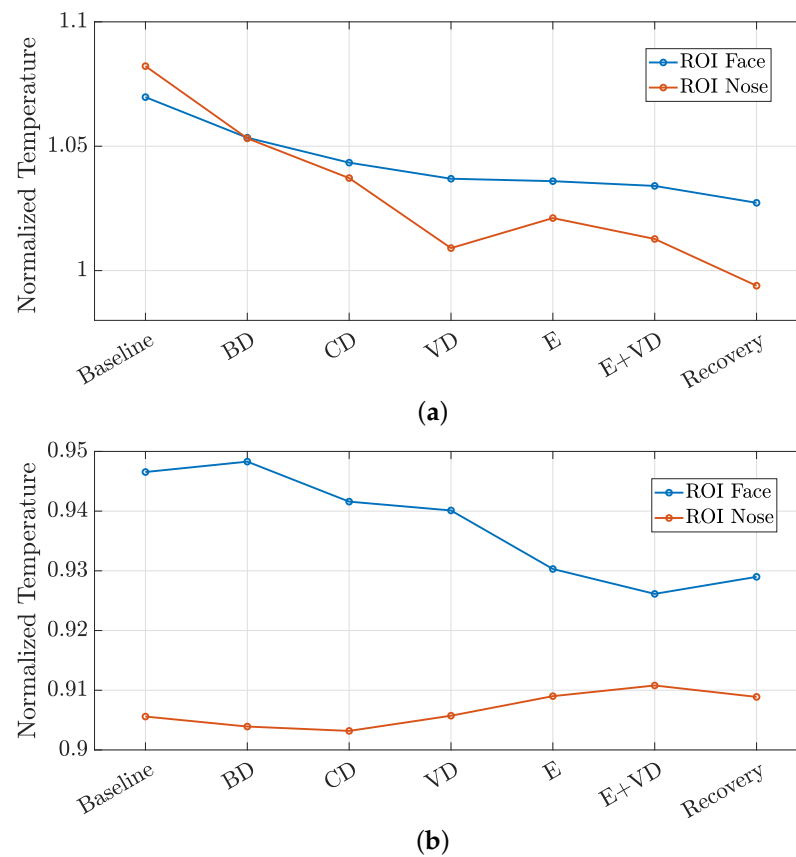 1.1
1.05
1
Normalized Temperature
ROI Face
ROI Nose
Baseline
BD
CD
VD
E
E+VD
Recovery
(a)
0.95
0.94
0.93
0.92
0.91
0.9
Normalized Temperature
ROI Face
ROI Nose
Baseline
BD
CD
VD
E
E+VD
Recovery
(b)